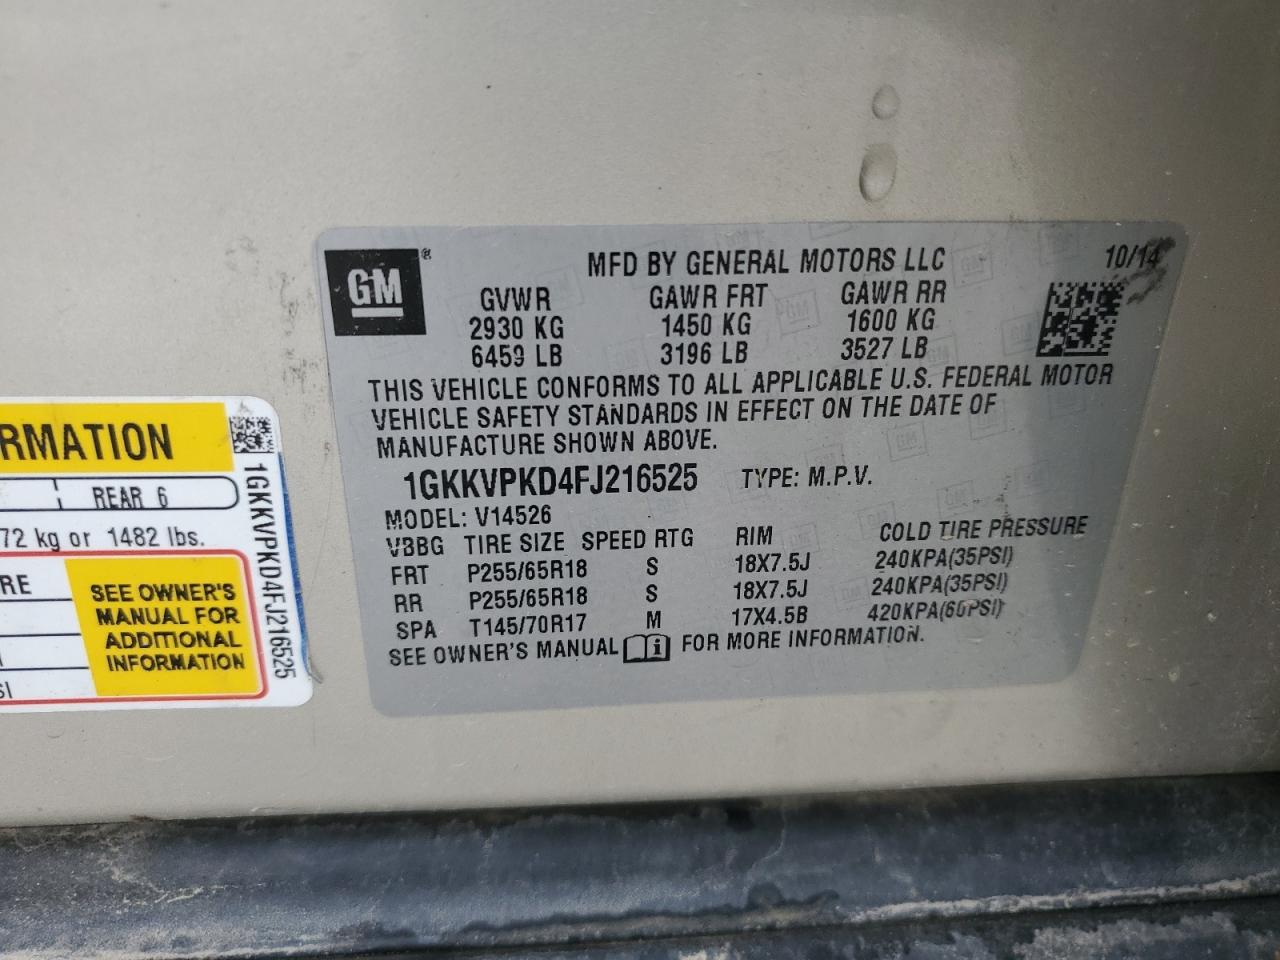 GM ®
MFD BY GENERAL MOTORS LLC 10/14
GVWR GAWR FRT GAWR RR
2930 KG 1450 KG 1600 KG
6459 LB 3196 LB 3527 LB
THIS VEHICLE CONFORMS TO ALL APPLICABLE U.S. FEDERAL MOTOR
VEHICLE SAFETY STANDARDS IN EFFECT ON THE DATE OF
MANUFACTURE SHOWN ABOVE.
1GKKVPKD4FJ216525 TYPE: M.P.V.
MODEL: V14526
VBBG TIRE SIZE SPEED RTG RIM COLD TIRE PRESSURE
FRT P255/65R18 S 18X7.5J 240KPA(35PSI)
RR P255/65R18 S 18X7.5J 240KPA(35PSI)
SPA T145/70R17 M 17X4.5B 420KPA(60PSI)
SEE OWNER'S MANUAL i FOR MORE INFORMATION.
RMATION
REAR 6
72 kg or 1482 lbs.
RE
SEE OWNER'S
MANUAL FOR
ADDITIONAL
INFORMATION
SI
1GKKVPKD4FJ216525